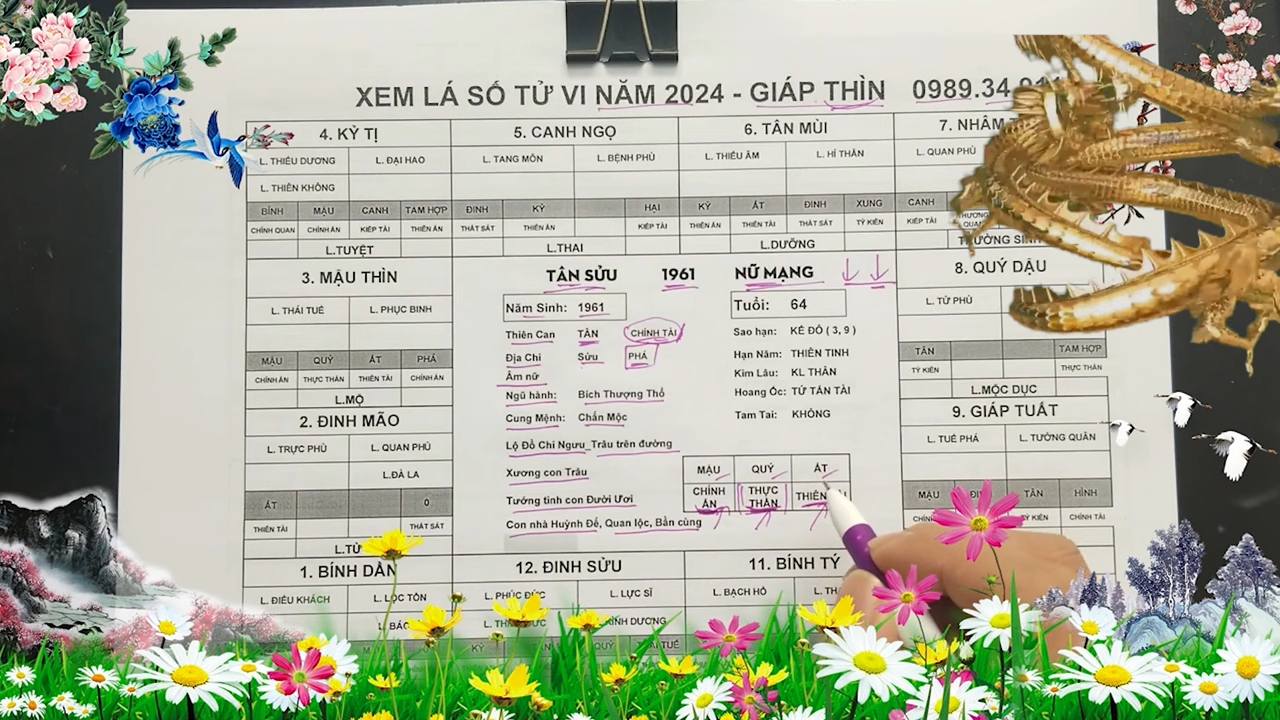 XEM LÁ SỐ TỬ VI NĂM 2024 - GIÁP THÌN 0989.34
4. KỶ TỊ 5. CANH NGỌ 6. TÂN MÙI 7. NHÂM
L. THIẾU DƯƠNG L. ĐẠI HAO L. TANG MÔN L. BỆNH PHÙ L. THIẾU ÂM L. HỈ THẦN L. QUAN PHÙ
L. THIÊN KHÔNG
BÍNH MẬU CANH TAM HỢP ĐINH KỶ HẠI KỶ ẤT ĐINH XUNG CANH
CHÍNH QUAN CHÍNH ẤN KIẾP TÀI THIÊN ẤN THẤT SÁT THIÊN ẤN KIẾP TÀI THIÊN ẤN THIÊN TÀI THẤT SÁT TỶ KIÊN KIẾP TÀI
L.TUYỆT L.THAI L.DƯỠNG
3. MẬU THÌN TÂN SỬU 1961 NỮ MẠNG 8. QUÝ DẬU
L. THÁI TUẾ L. PHỤC BINH Năm Sinh: 1961 Tuổi: 64 L. TỬ PHÙ
Thiên Can TÂN CHÍNH TÀI Sao hạn: KẾ ĐÔ ( 3, 9 )
MẬU QUÝ ẤT PHÁ Địa Chi Sửu PHÁ Hạn Năm: THIÊN TINH TÂN TAM HỢP
CHÍNH ẤN THỰC THẦN THIÊN TÀI CHÍNH ẤN Âm nữ Kim Lâu: KL THÂN TỶ KIÊN THỰC THẦN
L.MỘ Ngũ hành: Bích Thượng Thổ Hoang Ốc: TỨ TẤN TÀI L.MỘC DỤC
2. ĐINH MÃO Cung Mệnh: Chấn Mộc Tam Tai: KHÔNG 9. GIÁP TUẤT
L. TRỰC PHÙ L. QUAN PHỦ Lộ Đồ Chi Ngưu_Trâu trên đường L. TUẾ PHÁ L. TƯỚNG QUÂN
L.ĐÀ LA Xương con Trâu MẬU QUÝ ẤT
ẤT 0 Tướng tinh con Đười Ươi CHÍNH ẤN THỰC THẦN THIÊN MẬU TÂN HÌNH
THIÊN TÀI THẤT SÁT Con nhà Huỳnh Đế, Quan lộc, Bần cùng TỶ KIÊN CHÍNH TÀI
L.TỬ
1. BÍNH DẦN 12. ĐINH SỬU 11. BÍNH TÝ
L. ĐIẾU KHÁCH L. LỘC TỒN L. PHÚC ĐỨC L. LỰC SĨ L. BẠCH HỔ